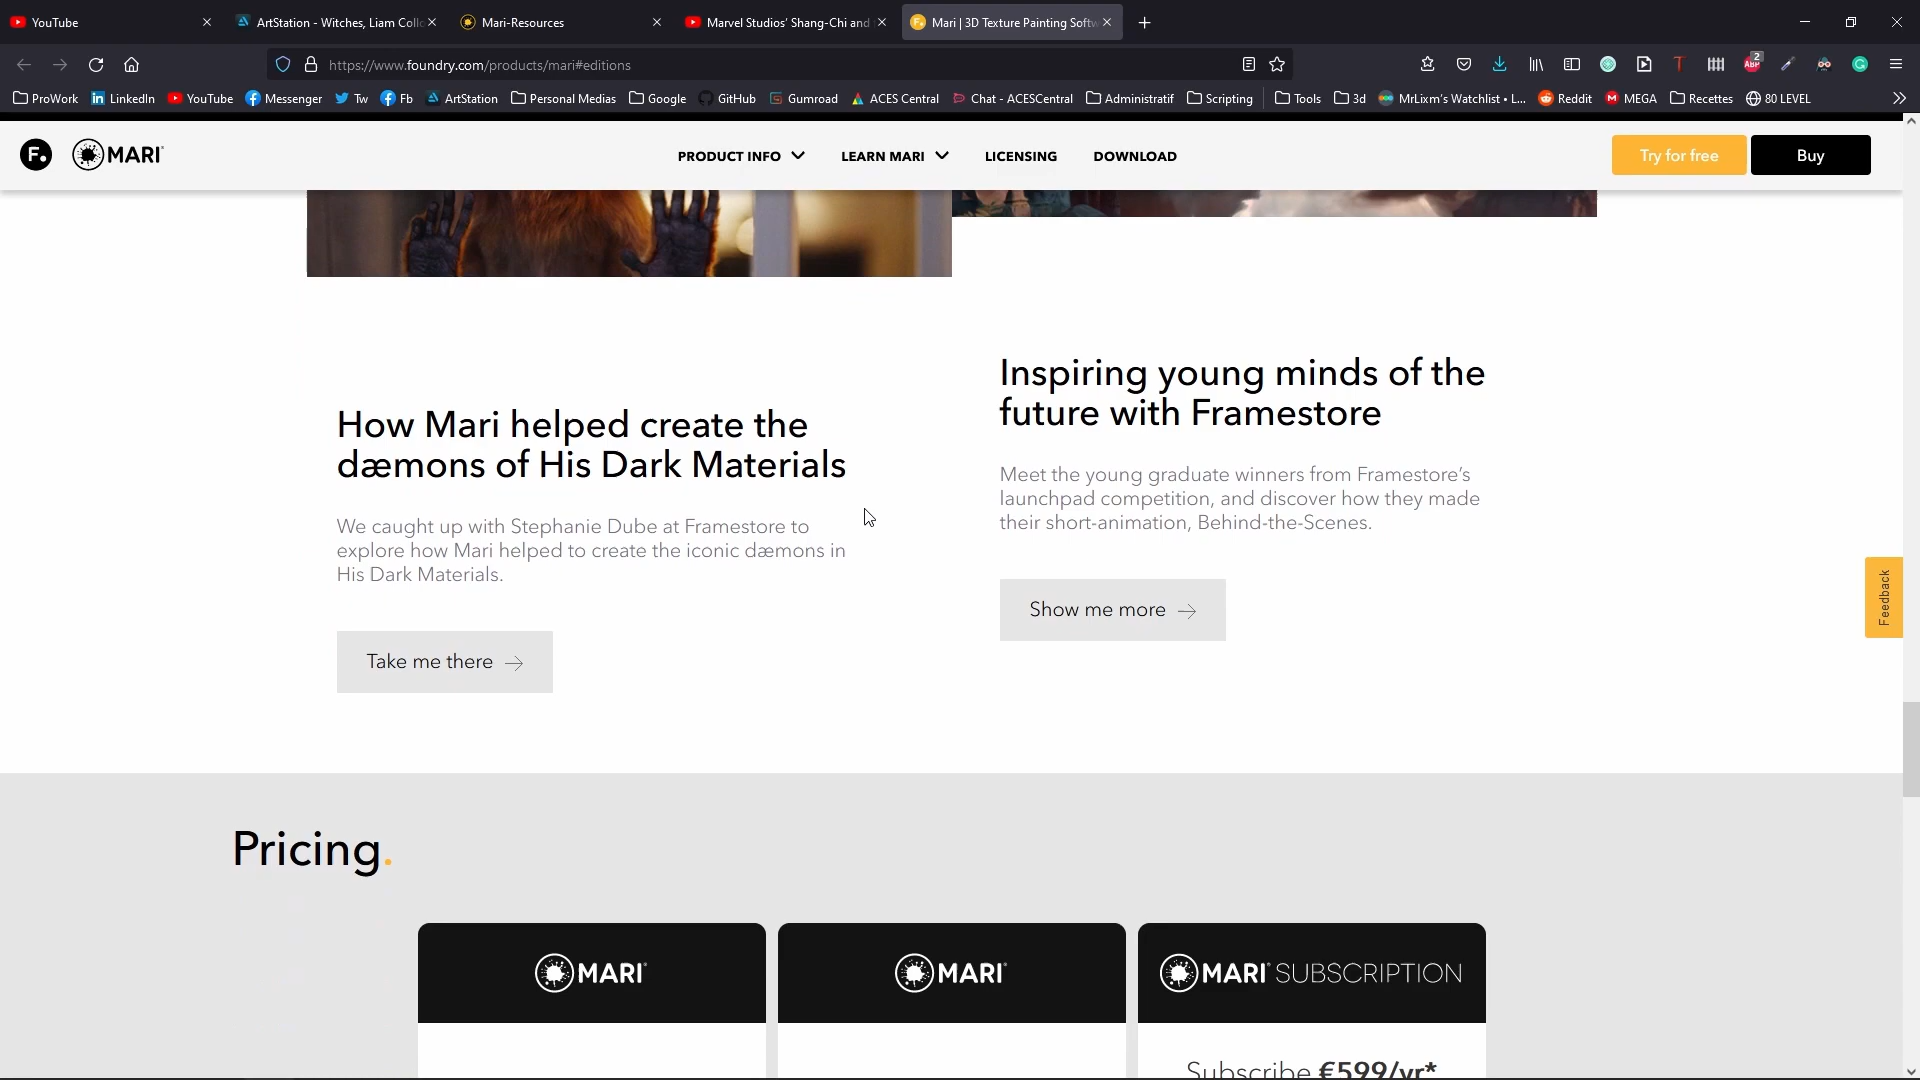 YouTube
ArtStation - Witches, Liam Collo
Mari-Resources
Marvel Studios' Shang-Chi and
Mari | 3D Texture Painting Softw
https://www.foundry.com/products/mari#editions
ProWork
LinkedIn
YouTube
Messenger
Tw
Fb
ArtStation
Personal Medias
Google
GitHub
Gumroad
ACES Central
Chat - ACESCentral
Administratif
Scripting
Tools
3d
MrLixm's Watchlist • L...
Reddit
MEGA
Recettes
80 LEVEL
ABP
2
F.
MARI®
PRODUCT INFO
LEARN MARI
LICENSING
DOWNLOAD
Try for free
Buy
How Mari helped create the
dæmons of His Dark Materials
We caught up with Stephanie Dube at Framestore to
explore how Mari helped to create the iconic dæmons in
His Dark Materials.
Take me there →
Inspiring young minds of the
future with Framestore
Meet the young graduate winners from Framestore's
launchpad competition, and discover how they made
their short-animation, Behind-the-Scenes.
Show me more →
Feedback
Pricing.
MARI®
MARI®
MARI® SUBSCRIPTION
Subscribe €599/yr*